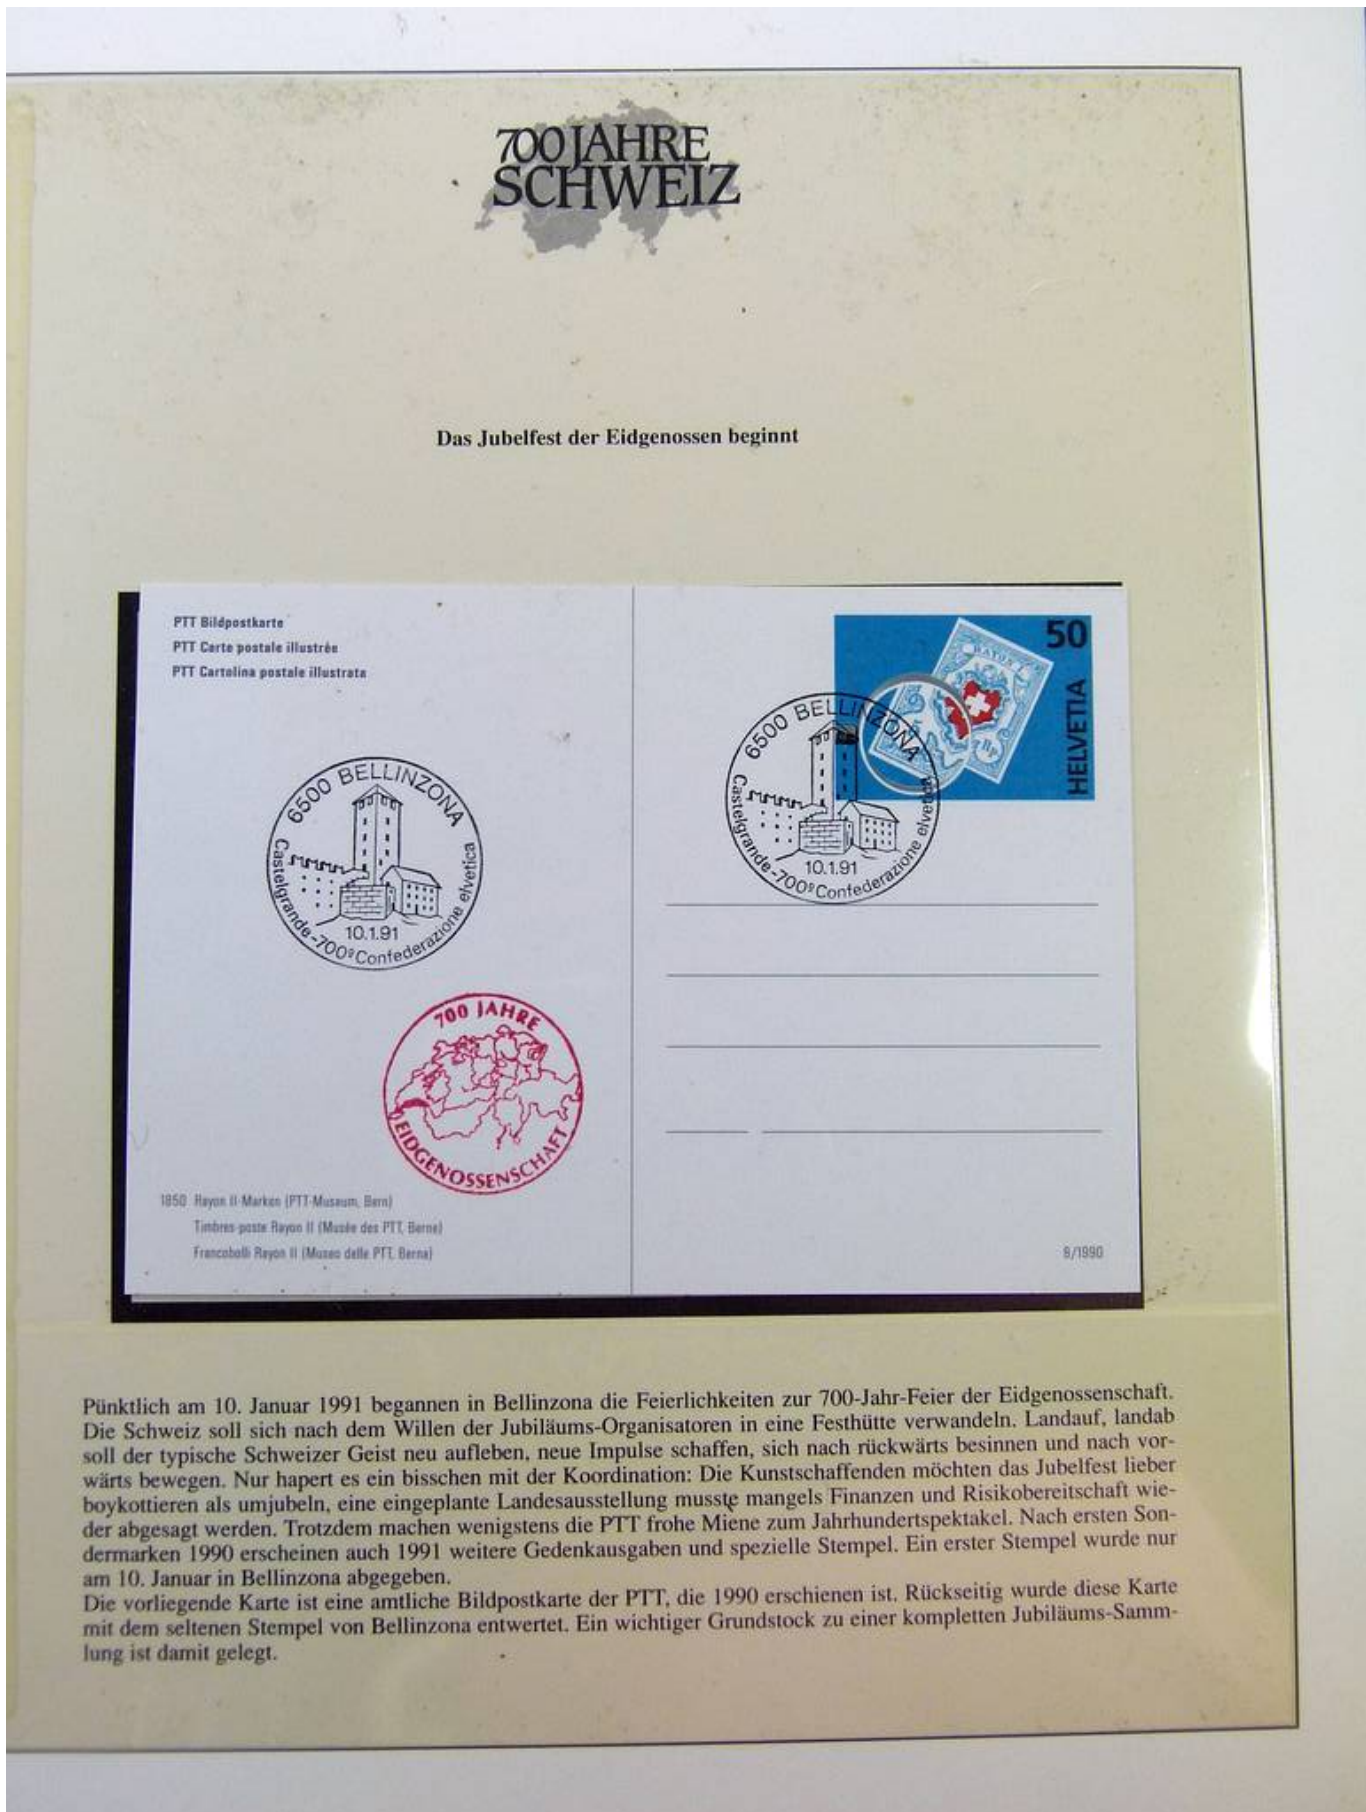 700 JAHRE
SCHWEIZ
Das Jubelfest der Eidgenossen beginnt
PTT Bildpostkarte
PTT Carte postale illustrée
PTT Cartolina postale illustrata
50
HELVETIA
RAYON II
6500 BELLINZONA
10.1.91
Castelgrande-700º Confederazione elvetica
6500 BELLINZONA
10.1.91
Castelgrande-700º Confederazione elvetica
700 JAHRE
EIDGENOSSENSCHAFT
1850 Rayon II-Marken (PTT-Museum, Bern)
Timbres-poste Rayon II (Musée des PTT, Berne)
Francobolli Rayon II (Museo delle PTT, Berna)
8/1990
Pünktlich am 10. Januar 1991 begannen in Bellinzona die Feierlichkeiten zur 700-Jahr-Feier der Eidgenossenschaft.
Die Schweiz soll sich nach dem Willen der Jubiläums-Organisatoren in eine Festhütte verwandeln. Landauf, landab
soll der typische Schweizer Geist neu aufleben, neue Impulse schaffen, sich nach rückwärts besinnen und nach vor-
wärts bewegen. Nur hapert es ein bisschen mit der Koordination: Die Kunstschaffenden möchten das Jubelfest lieber
boykottieren als umjubeln, eine eingeplante Landesausstellung musste mangels Finanzen und Risikobereitschaft wie-
der abgesagt werden. Trotzdem machen wenigstens die PTT frohe Miene zum Jahrhundertspektakel. Nach ersten Son-
dermarken 1990 erscheinen auch 1991 weitere Gedenkausgaben und spezielle Stempel. Ein erster Stempel wurde nur
am 10. Januar in Bellinzona abgegeben.
Die vorliegende Karte ist eine amtliche Bildpostkarte der PTT, die 1990 erschienen ist. Rückseitig wurde diese Karte
mit dem seltenen Stempel von Bellinzona entwertet. Ein wichtiger Grundstock zu einer kompletten Jubiläums-Samm-
lung ist damit gelegt.